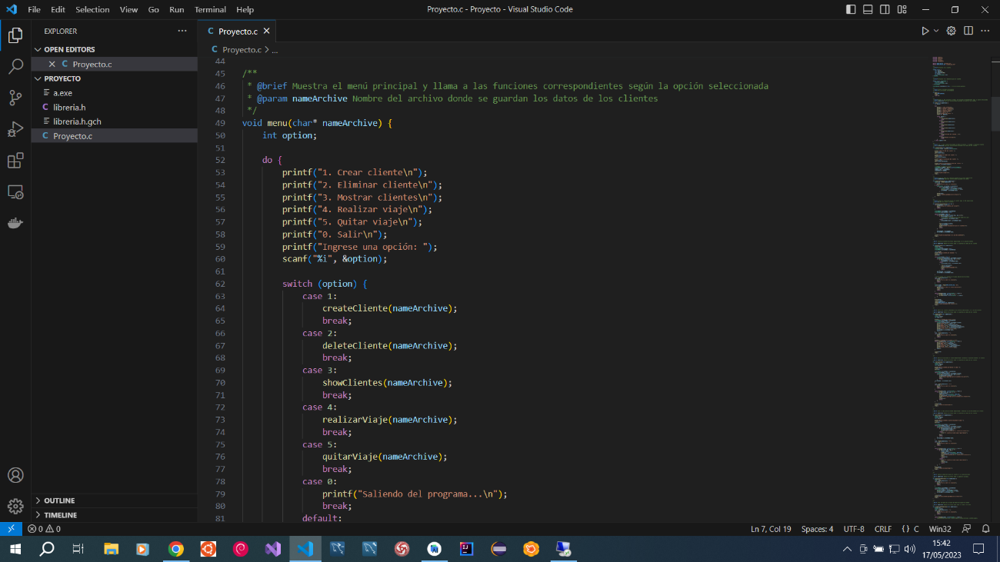 File Edit Selection View Go Run Terminal Help
Proyecto.c - Proyecto - Visual Studio Code
EXPLORER
OPEN EDITORS
Proyecto.c
PROYECTO
a.exe
libreria.h
libreria.h.gch
Proyecto.c
OUTLINE
TIMELINE
Proyecto.c
Proyecto.c > ...
44
45 /**
46 * @brief Muestra el menú principal y llama a las funciones correspondientes según la opción seleccionada
47 * @param nameArchive Nombre del archivo donde se guardan los datos de los clientes
48 */
49 void menu(char* nameArchive) {
50 int option;
51
52 do {
53 printf("1. Crear cliente\n");
54 printf("2. Eliminar cliente\n");
55 printf("3. Mostrar clientes\n");
56 printf("4. Realizar viaje\n");
57 printf("5. Quitar viaje\n");
58 printf("0. Salir\n");
59 printf("Ingrese una opción: ");
60 scanf("%i", &option);
61
62 switch (option) {
63 case 1:
64 createCliente(nameArchive);
65 break;
66 case 2:
67 deleteCliente(nameArchive);
68 break;
69 case 3:
70 showClientes(nameArchive);
71 break;
72 case 4:
73 realizarViaje(nameArchive);
74 break;
75 case 5:
76 quitarViaje(nameArchive);
77 break;
78 case 0:
79 printf("Saliendo del programa...\n");
80 break;
81 default:
0 0
Ln 7, Col 19 Spaces: 4 UTF-8 CRLF {} C Win32
15:42
17/05/2023